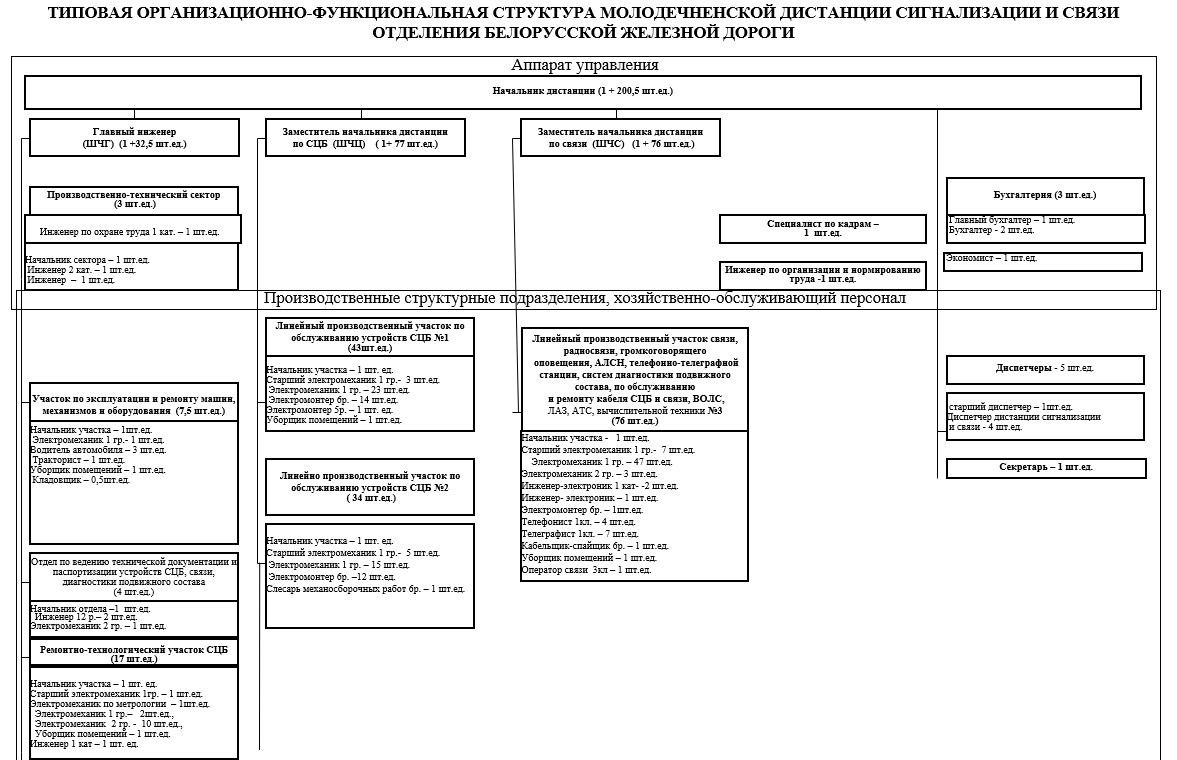 ТИПОВАЯ ОРГАНИЗАЦИОННО-ФУНКЦИОНАЛЬНАЯ СТРУКТУРА МОЛОДЕЧНЕНСКОЙ ДИСТАНЦИИ СИГНАЛИЗАЦИИ И СВЯЗИ
ОТДЕЛЕНИЯ БЕЛОРУССКОЙ ЖЕЛЕЗНОЙ ДОРОГИ
Аппарат управления
Начальник дистанции (1 + 200,5 шт.ед.)
Главный инженер
(ШЧГ) (1 +32,5 шт.ед.)
Заместитель начальника дистанции
по СЦБ (ШЧЦ) ( 1+ 77 шт.ед.)
Заместитель начальника дистанции
по связи (ШЧС) (1 + 76 шт.ед.)
Производственно-технический сектор
(3 шт.ед.)
Инженер по охране труда 1 кат. – 1 шт.ед.
Начальник сектора – 1 шт.ед.
Инженер 2 кат. – 1 шт.ед.
Инженер – 1 шт.ед.
Специалист по кадрам –
1 шт.ед.
Инженер по организации и нормированию
труда -1 шт.ед.
Бухгалтерия (3 шт.ед.)
Главный бухгалтер – 1 шт.ед.
Бухгалтер - 2 шт.ед.
Экономист – 1 шт.ед.
Производственные структурные подразделения, хозяйственно-обслуживающий персонал
Участок по эксплуатации и ремонту машин,
механизмов и оборудования (7,5 шт.ед.)
Начальник участка – 1шт.ед.
Электромеханик 1 гр.- 1 шт.ед.
Водитель автомобиля – 3 шт.ед.
Тракторист – 1 шт.ед.
Уборщик помещений – 1 шт.ед.
Кладовщик – 0,5шт.ед.
Отдел по ведению технической документации и
паспортизации устройств СЦБ, связи,
диагностики подвижного состава
(4 шт.ед.)
Начальник отдела –1 шт.ед.
Инженер 12 р.– 2 шт.ед.
Электромеханик 2 гр. – 1 шт.ед.
Ремонтно-технологический участок СЦБ
(17 шт.ед.)
Начальник участка – 1 шт. ед.
Старший электромеханик 1гр. – 1 шт.ед.
Электромеханик по метрологии – 1шт.ед.
Электромеханик 1 гр.– 2шт.ед.,
Электромеханик 2 гр. - 10 шт.ед.,
Уборщик помещений – 1 шт.ед.
Инженер 1 кат – 1 шт. ед.
Линейный производственный участок по
обслуживанию устройств СЦБ №1
(43шт.ед.)
Начальник участка – 1 шт. ед.
Старший электромеханик 1 гр.- 3 шт.ед.
Электромеханик 1 гр. – 23 шт.ед.
Электромонтер 6р. – 14 шт.ед.
Электромонтер 5р. – 1 шт. ед.
Уборщик помещений – 1 шт.ед.
Линейно производственный участок по
обслуживанию устройств СЦБ №2
( 34 шт.ед.)
Начальник участка – 1 шт. ед.
Старший электромеханик 1 гр.- 5 шт.ед.
Электромеханик 1 гр. – 15 шт.ед.
Электромонтер 6р. –12 шт.ед.
Слесарь механосборочных работ 6р. – 1 шт.ед.
Линейный производственный участок связи,
радиосвязи, громкоговорящего
оповещения, АЛСН, телефонно-телеграфной
станции, систем диагностики подвижного
состава, по обслуживанию
и ремонту кабеля СЦБ и связи, ВОЛС,
ЛАЗ, АТС, вычислительной техники №3
(76 шт.ед.)
Начальник участка - 1 шт.ед.
Старший электромеханик 1 гр.- 7 шт.ед.
Электромеханик 1 гр. – 47 шт.ед.
Электромеханик 2 гр. – 3 шт.ед.
Инженер-электроник 1 кат- -2 шт.ед.
Инженер- электроник – 1 шт.ед.
Электромонтер 6р. – 1шт.ед.
Телефонист 1кл. – 4 шт.ед.
Телеграфист 1кл. – 7 шт.ед.
Кабельщик-спайщик 6р. – 1 шт.ед.
Уборщик помещений – 1 шт.ед.
Оператор связи 3кл – 1 шт.ед.
Диспетчеры - 5 шт.ед.
старший диспетчер – 1шт.ед.
Диспетчер дистанции сигнализации
и связи - 4 шт.ед.
Секретарь – 1 шт.ед.